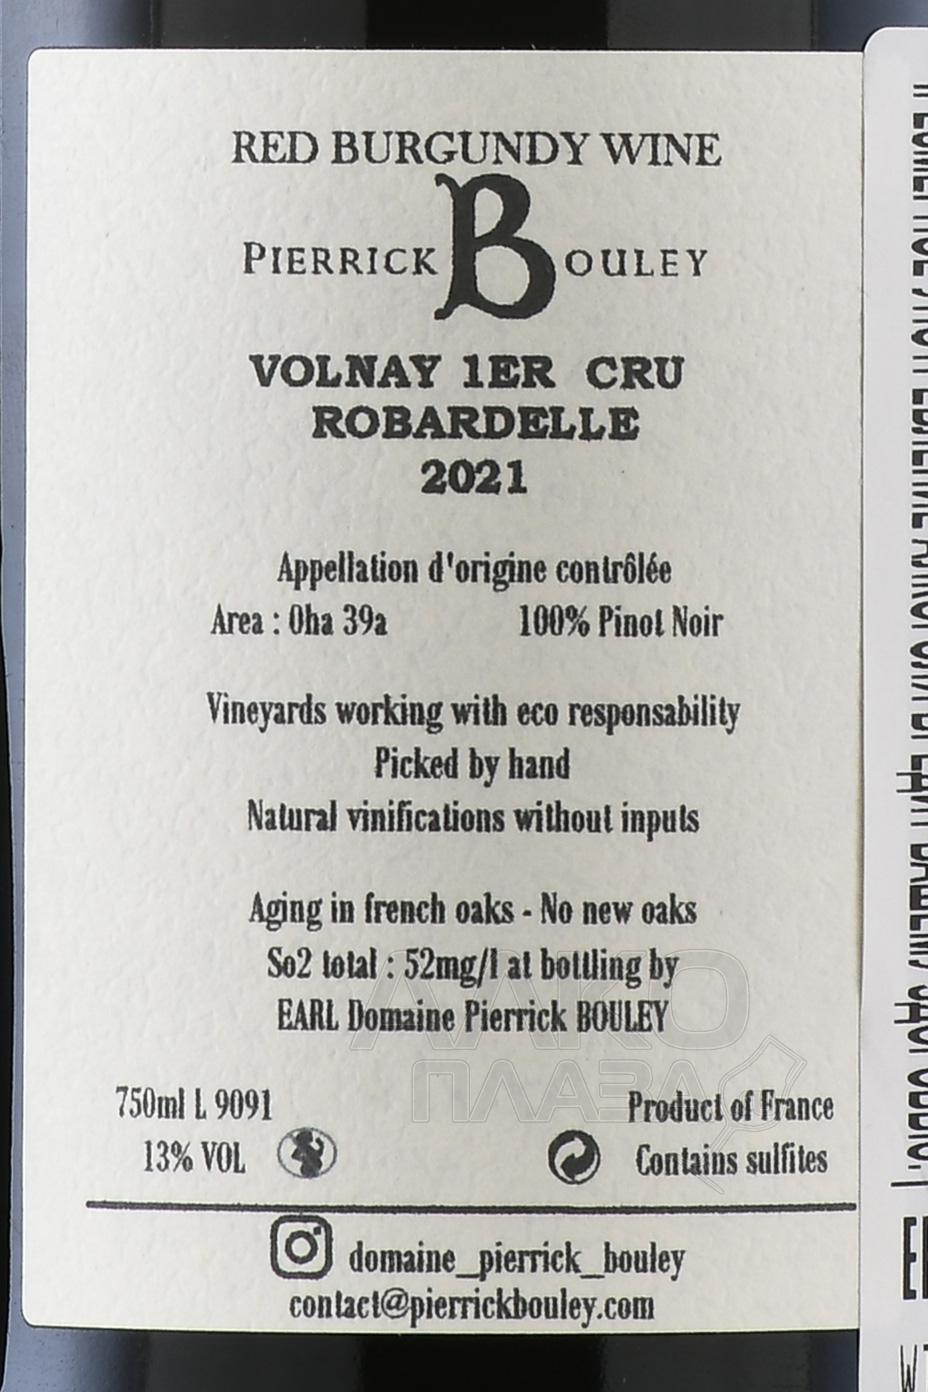 RED BURGUNDY WINE
PIERRICK BOULEY
VOLNAY 1ER CRU
ROBARDELLE
2021
Appellation d'origine contrôlée
Area : 0ha 39a 100% Pinot Noir
Vineyards working with eco responsability
Picked by hand
Natural vinifications without inputs
Aging in french oaks - No new oaks
So2 total : 52mg/l at bottling by
EARL Domaine Pierrick BOULEY
750ml L 9091 Product of France
13% VOL Contains sulfites
domaine_pierrick_bouley
contact@pierrickbouley.com
АЛКО
ПЛАЗА